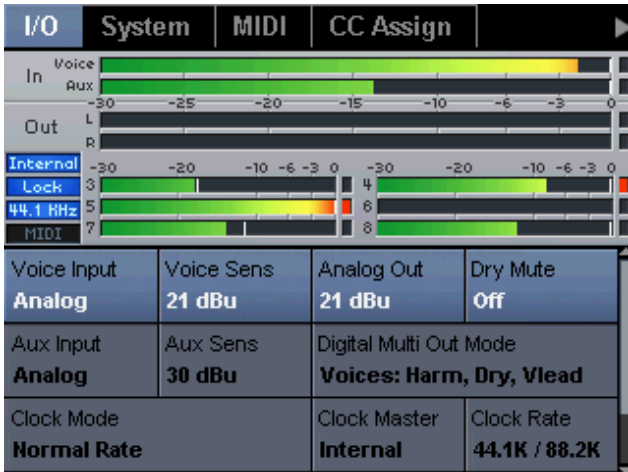 I/O System MIDI CC Assign
In Voice
Aux
-30 -25 -20 -15 -10 -6 -3 0
Out L
R
Internal -30 -20 -10 -6 -3 0 -30 -20 -10 -6 -3 0
Lock 3 4
44.1 KHz 5 6
MIDI 7 8
Voice Input Voice Sens Analog Out Dry Mute
Analog 21 dBu 21 dBu Off
Aux Input Aux Sens Digital Multi Out Mode
Analog 30 dBu Voices: Harm, Dry, Vlead
Clock Mode Clock Master Clock Rate
Normal Rate Internal 44.1K / 88.2K